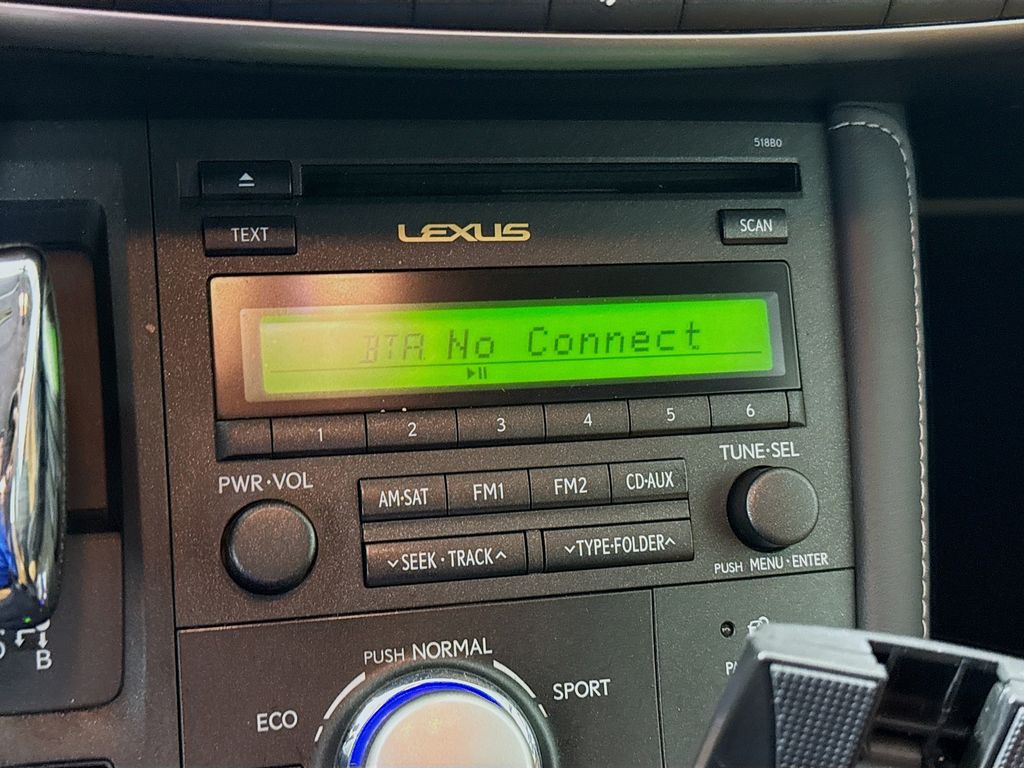 518B0
TEXT
LEXUS
SCAN
BTA No Connect
1 2 3 4 5 6
PWR·VOL
TUNE·SEL
AM·SAT FM1 FM2 CD·AUX
SEEK·TRACK
TYPE·FOLDER
PUSH MENU·ENTER
PUSH NORMAL
ECO
SPORT
B